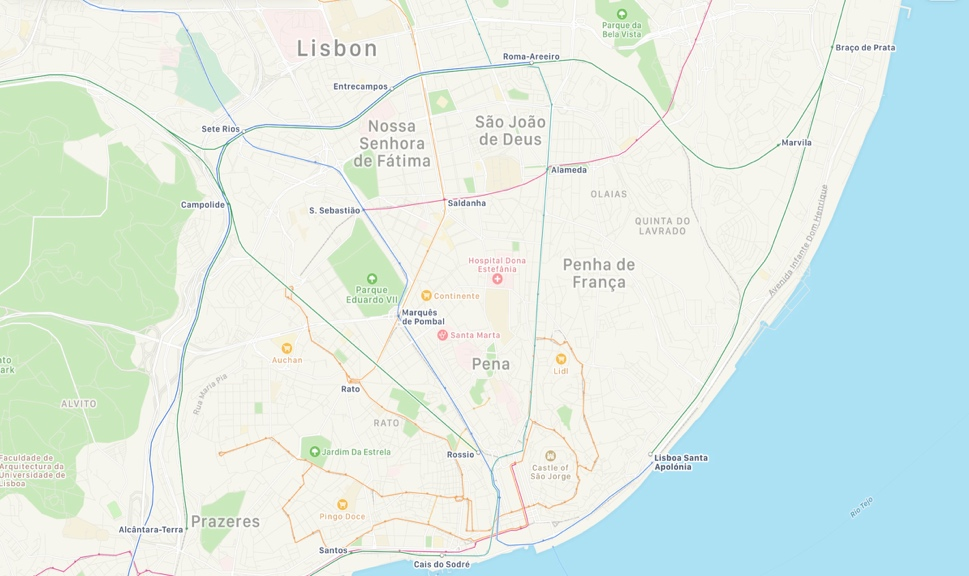 Parque da
Bela Vista
Lisbon
Braço de Prata
Roma-Areeiro
Entrecampos
São João
de Deus
Nossa
Senhora
de Fátima
Sete Rios
Marvila
Alameda
OLAIAS
Campolide
S. Sebastião
Saldanha
QUINTA DO
LAVRADO
Avenida Infante Dom Henrique
Hospital Dona
Estefânia
Penha de
França
Parque
Eduardo VII
Continente
Marquês
de Pombal
Santa Marta
Auchan
Pena
Lidl
Rato
Rua Maria Pia
ALVITO
ark
RATO
Jardim Da Estrela
Rossio
Castle of
São Jorge
Lisboa Santa
Apolónia
Faculdade de
Arquitectura da
Universidade de
Lisboa
Rio Tejo
Pingo Doce
Prazeres
Alcântara-Terra
Santos
Cais do Sodré